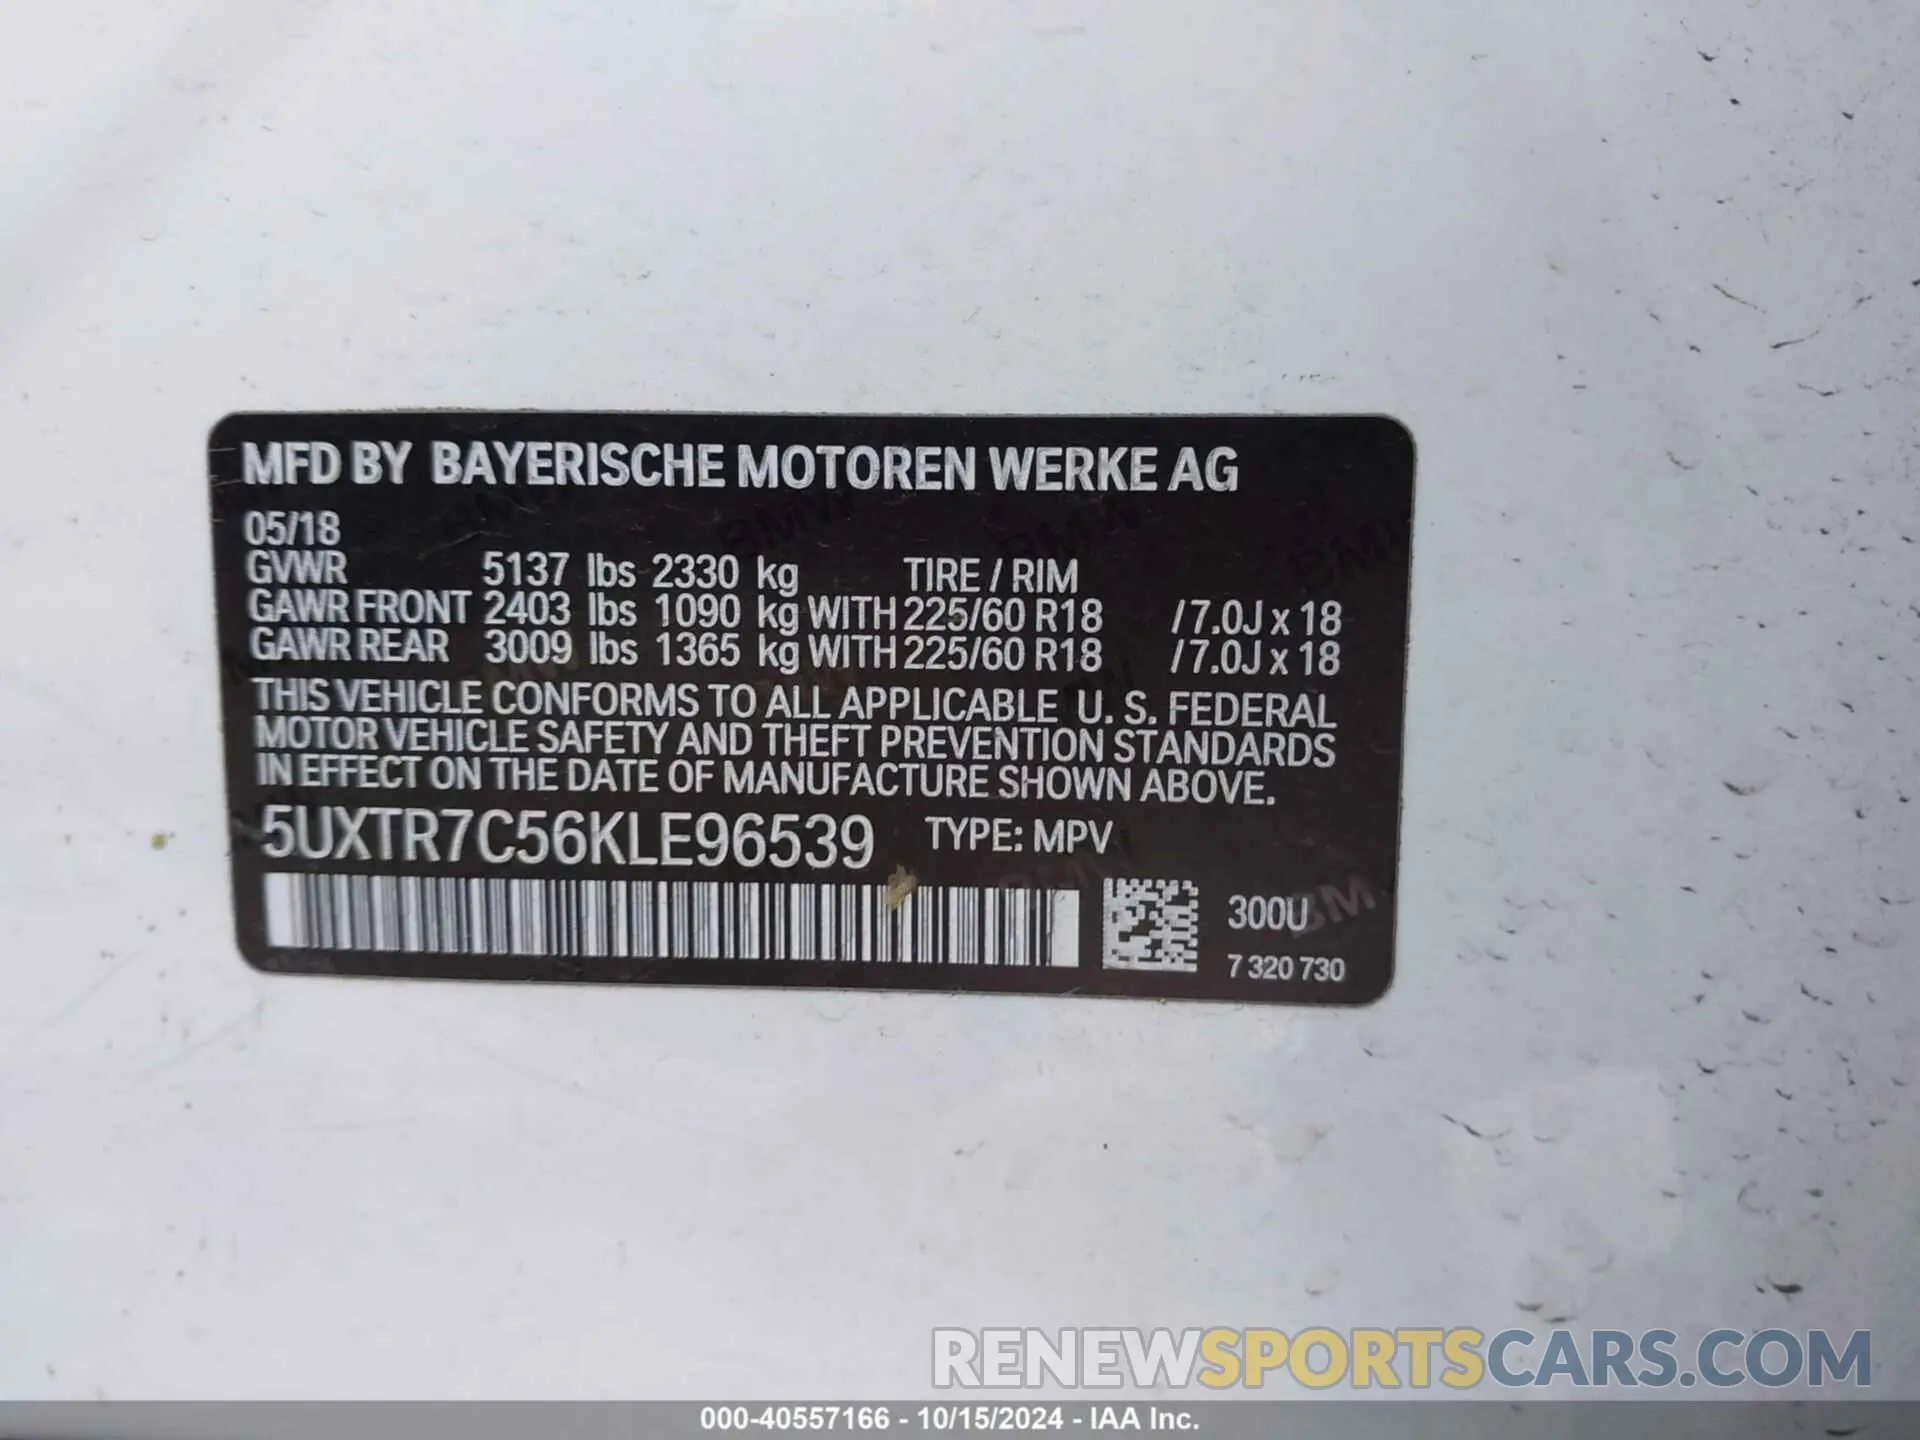 MFD BY BAYERISCHE MOTOREN WERKE AG
05/18
GVWR 5137 lbs 2330 kg TIRE / RIM
GAWR FRONT 2403 lbs 1090 kg WITH 225/60 R18 /7.0J x 18
GAWR REAR 3009 lbs 1365 kg WITH 225/60 R18 /7.0J x 18
THIS VEHICLE CONFORMS TO ALL APPLICABLE U. S. FEDERAL
MOTOR VEHICLE SAFETY AND THEFT PREVENTION STANDARDS
IN EFFECT ON THE DATE OF MANUFACTURE SHOWN ABOVE.
5UXTR7C56KLE96539 TYPE: MPV
300U
7 320 730
RENEWSPORTSCARS.COM
000-40557166 - 10/15/2024 - IAA Inc.